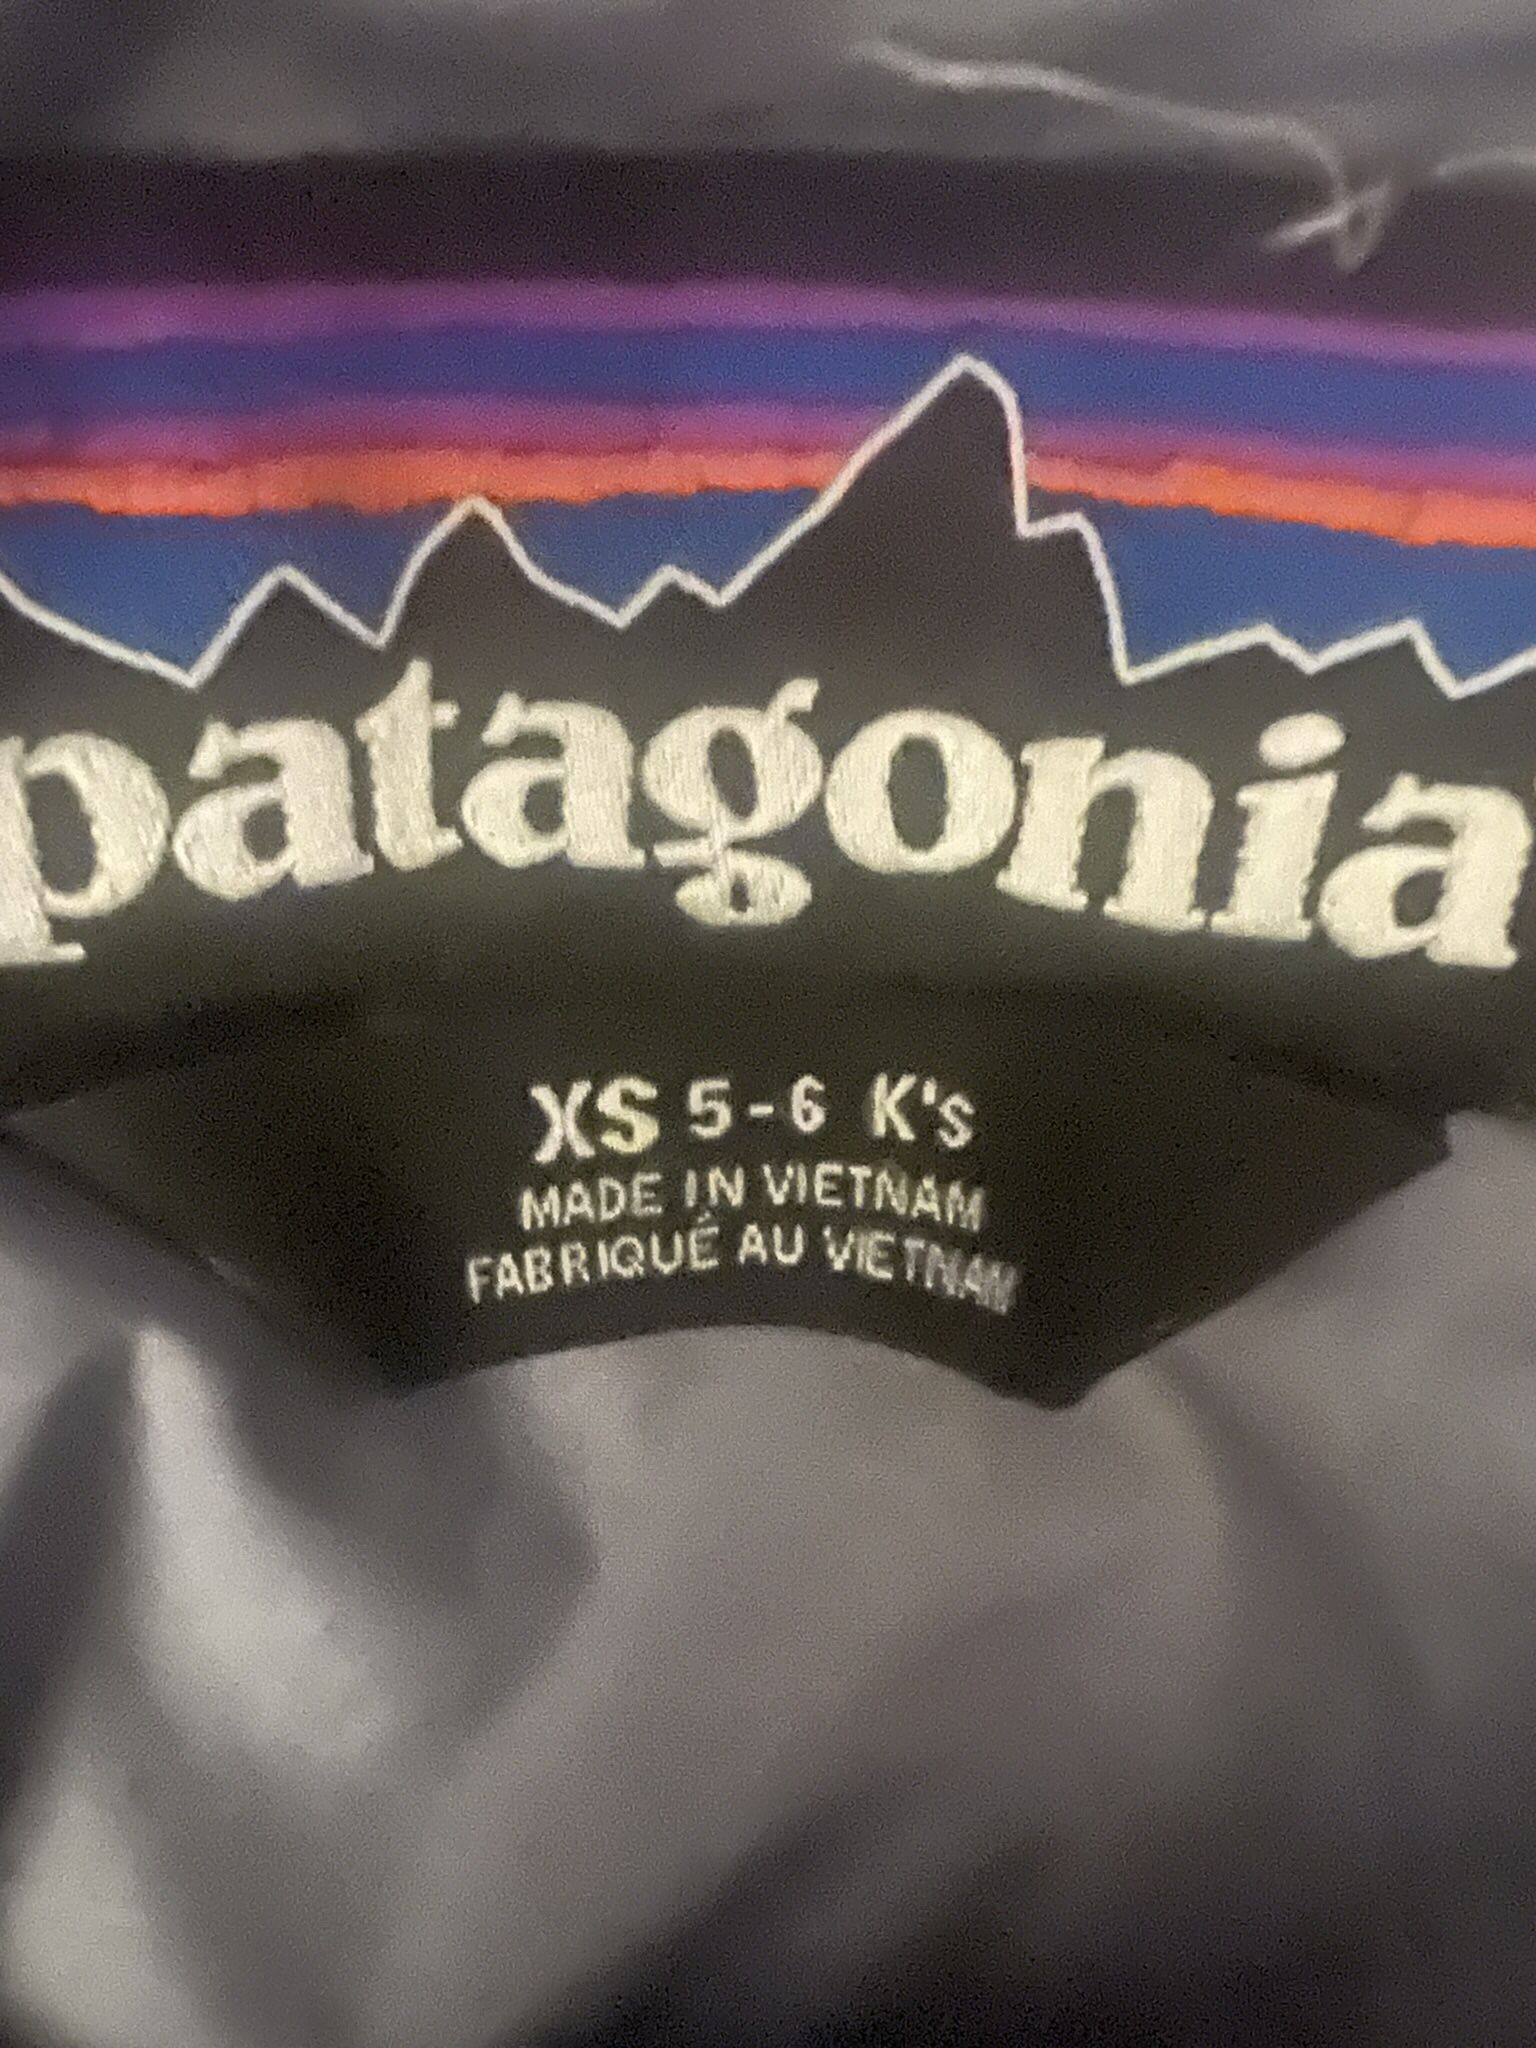 patagonia
XS 5-6 K's
MADE IN VIETNAM
FABRIQUÉ AU VIETNAM